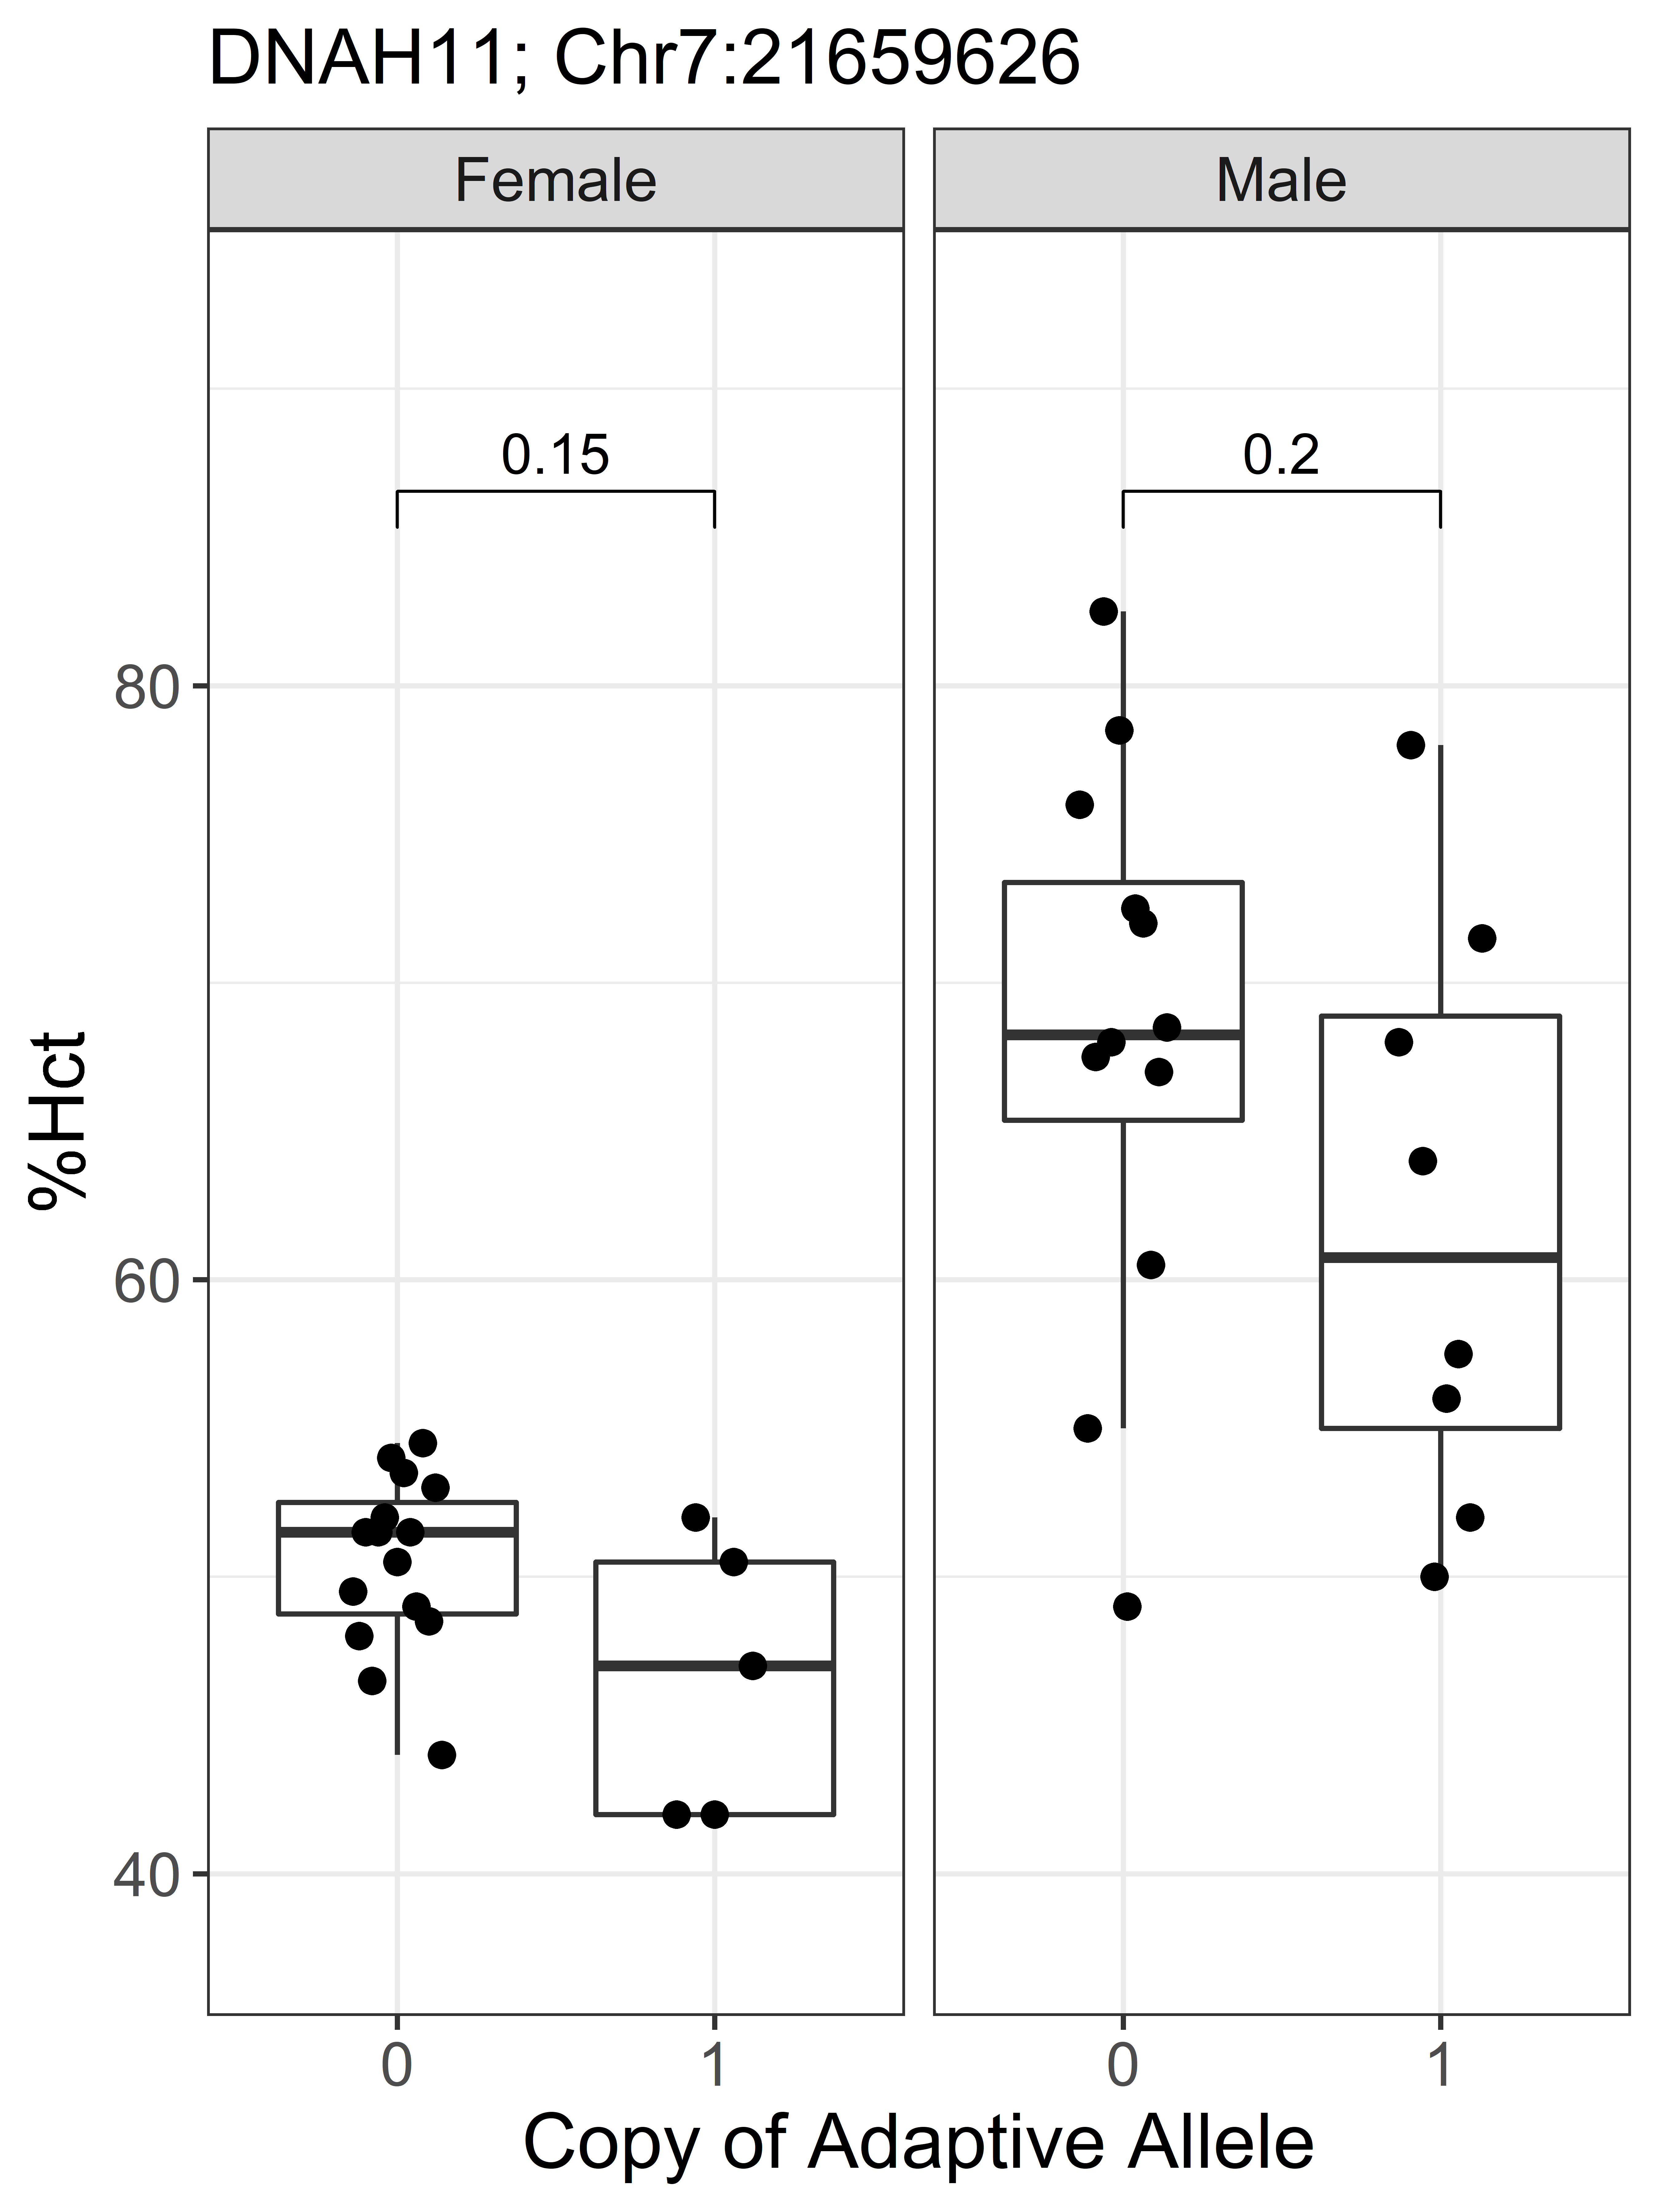 DNAH11; Chr7:21659626
Female Male
0.15 0.2
80
60
40
%Hct
0 1 0 1
Copy of Adaptive Allele